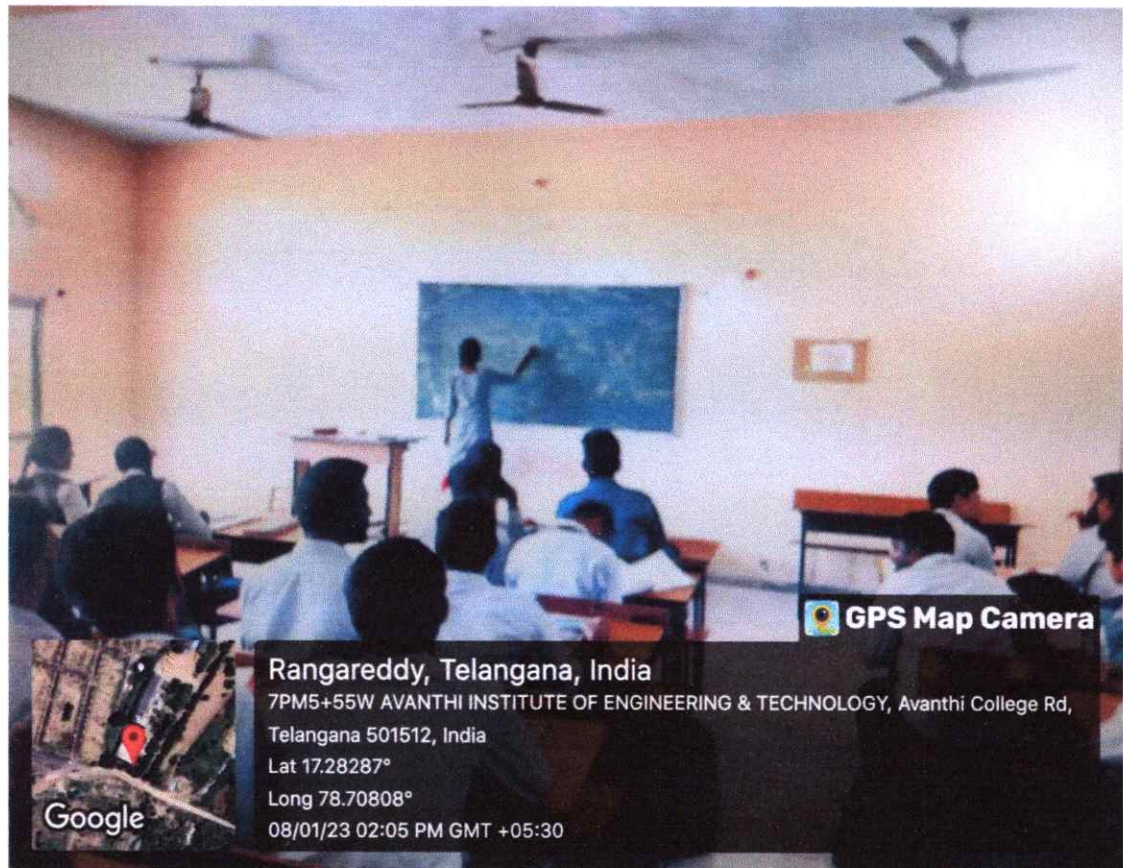 GPS Map Camera
Rangareddy, Telangana, India
7PM5+55W AVANTHI INSTITUTE OF ENGINEERING & TECHNOLOGY, Avanthi College Rd,
Telangana 501512, India
Lat 17.28287°
Long 78.70808°
08/01/23 02:05 PM GMT +05:30
Google